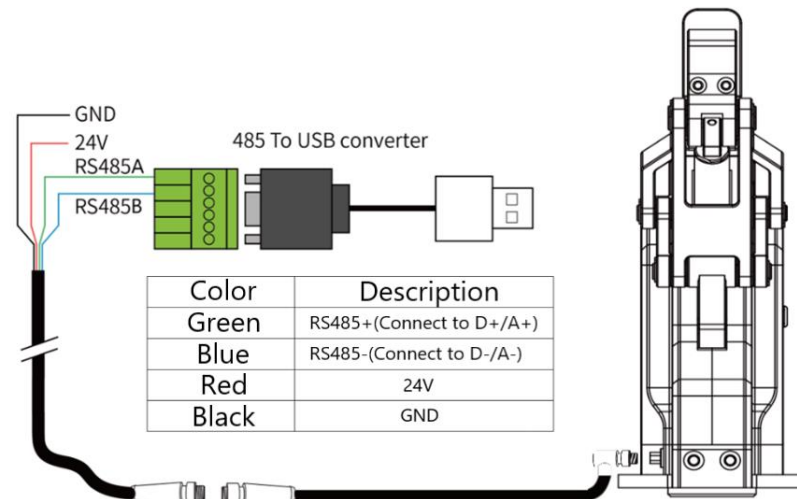 GND
24V
RS485A
RS485B
485 To USB converter
Color Description
Green RS485+(Connect to D+/A+)
Blue RS485-(Connect to D-/A-)
Red 24V
Black GND